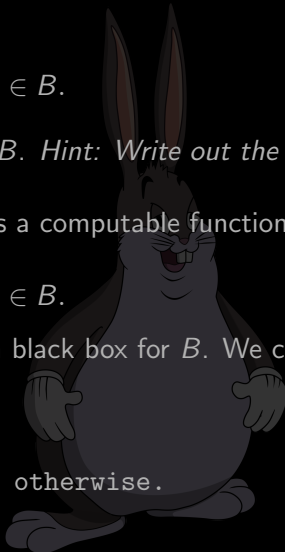 ∈ B.
B. Hint: Write out the
s a computable function
∈ B.
black box for B. We c
otherwise.